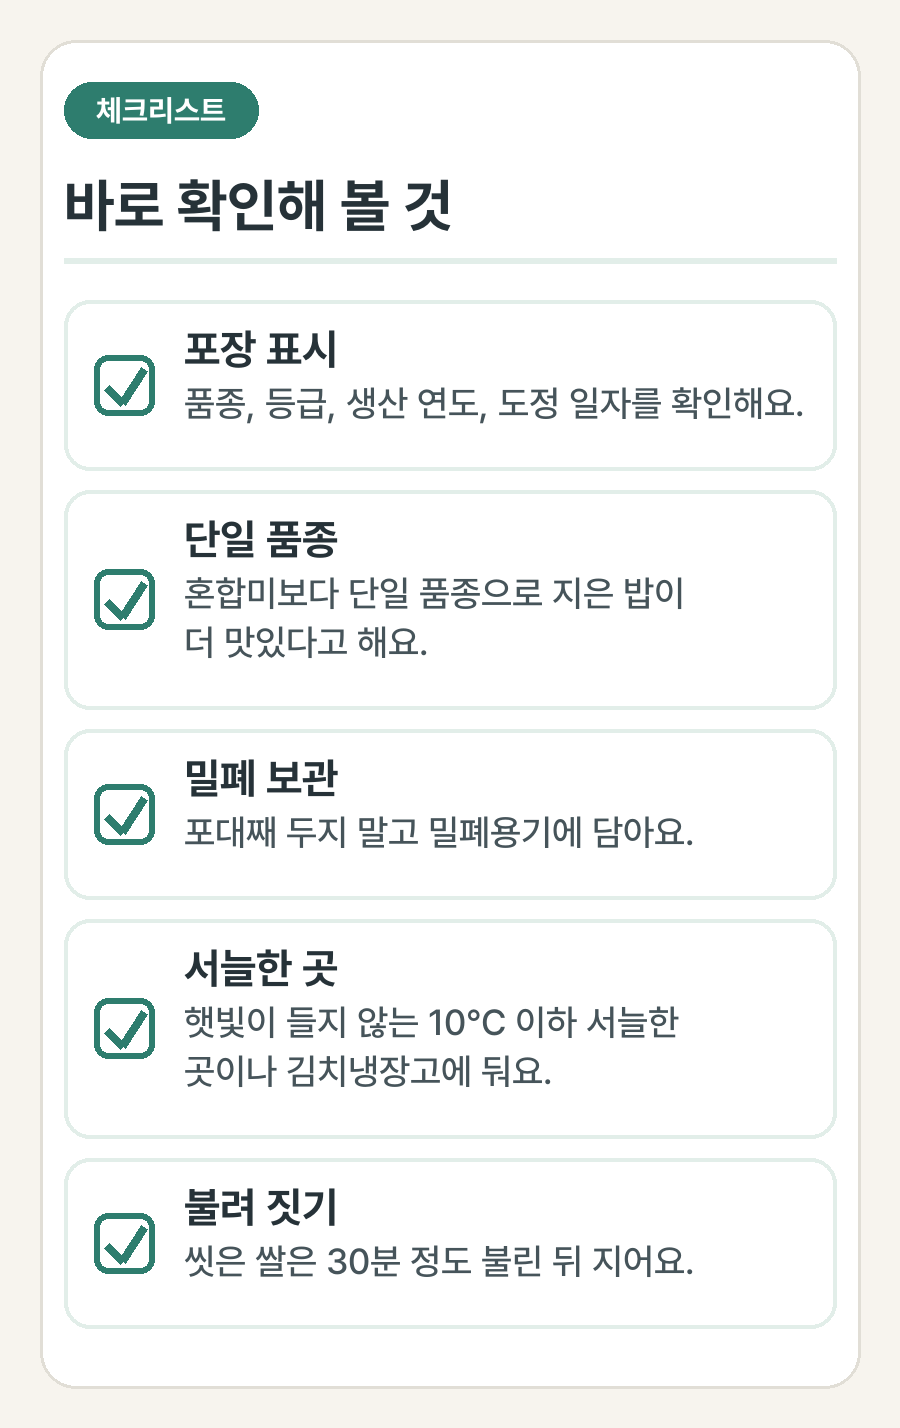 체크리스트
바로 확인해 볼 것
포장 표시
품종, 등급, 생산 연도, 도정 일자를 확인해요.
단일 품종
혼합미보다 단일 품종으로 지은 밥이
더 맛있다고 해요.
밀폐 보관
포대째 두지 말고 밀폐용기에 담아요.
서늘한 곳
햇빛이 들지 않는 10°C 이하 서늘한
곳이나 김치냉장고에 둬요.
불려 짓기
씻은 쌀은 30분 정도 불린 뒤 지어요.